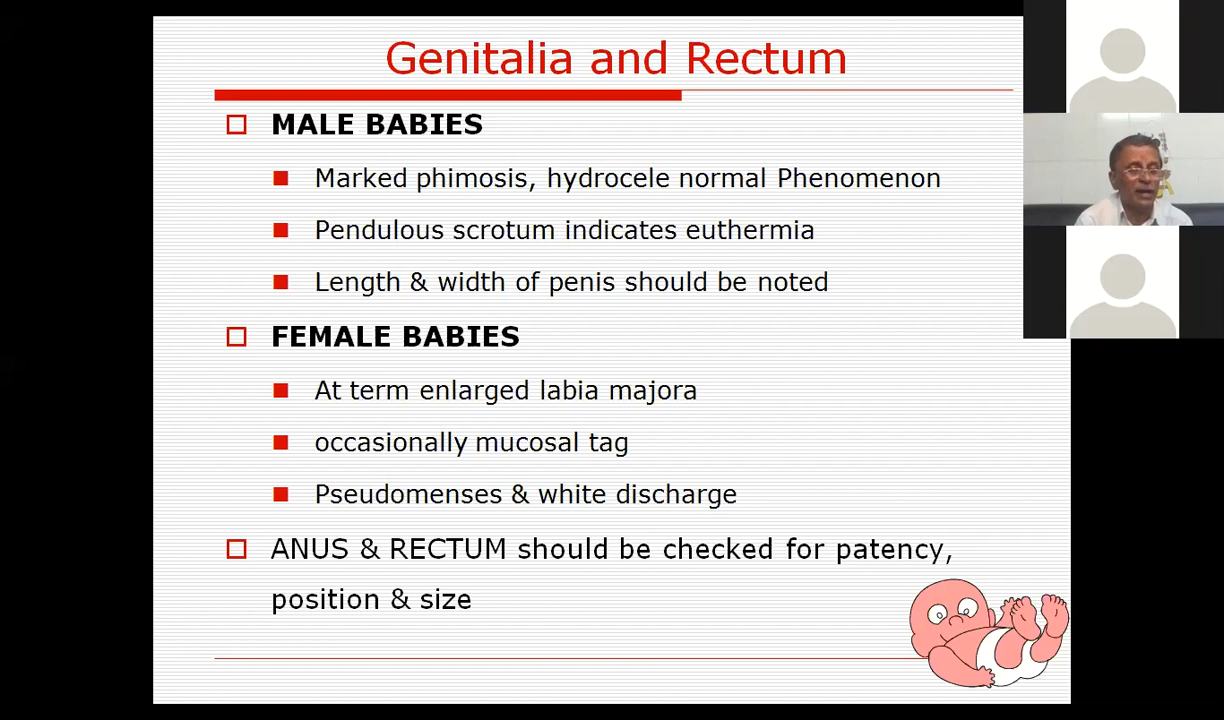 Genitalia and Rectum
MALE BABIES
Marked phimosis, hydrocele normal Phenomenon
Pendulous scrotum indicates euthermia
Length & width of penis should be noted
FEMALE BABIES
At term enlarged labia majora
occasionally mucosal tag
Pseudomenses & white discharge
ANUS & RECTUM should be checked for patency,
position & size